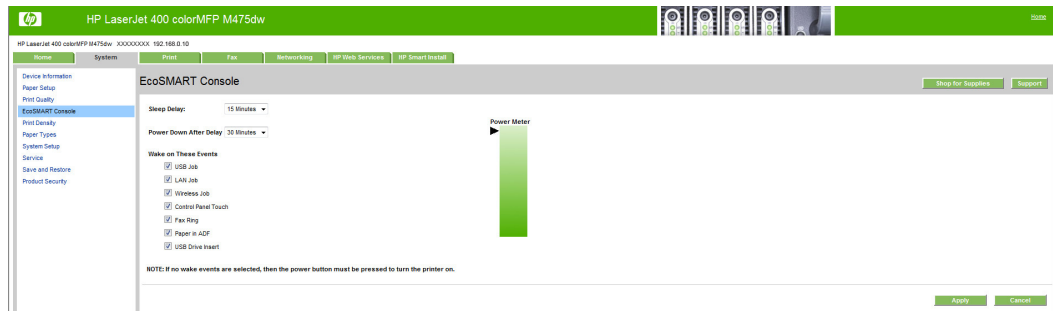 hp
HP LaserJet 400 colorMFP M475dw
Home
HP LaserJet 400 colorMFP M475dw XXXXXXXX 192.168.0.10
Home System Print Fax Networking HP Web Services HP Smart Install
Device Information
Paper Setup
Print Quality
EcoSMART Console
Print Density
Paper Types
System Setup
Service
Save and Restore
Product Security
EcoSMART Console
Shop for Supplies Support
Sleep Delay: 15 Minutes
Power Down After Delay 30 Minutes
Wake on These Events
USB Job
LAN Job
Wireless Job
Control Panel Touch
Fax Ring
Paper in ADF
USB Drive Insert
Power Meter
NOTE: If no wake events are selected, then the power button must be pressed to turn the printer on.
Apply Cancel